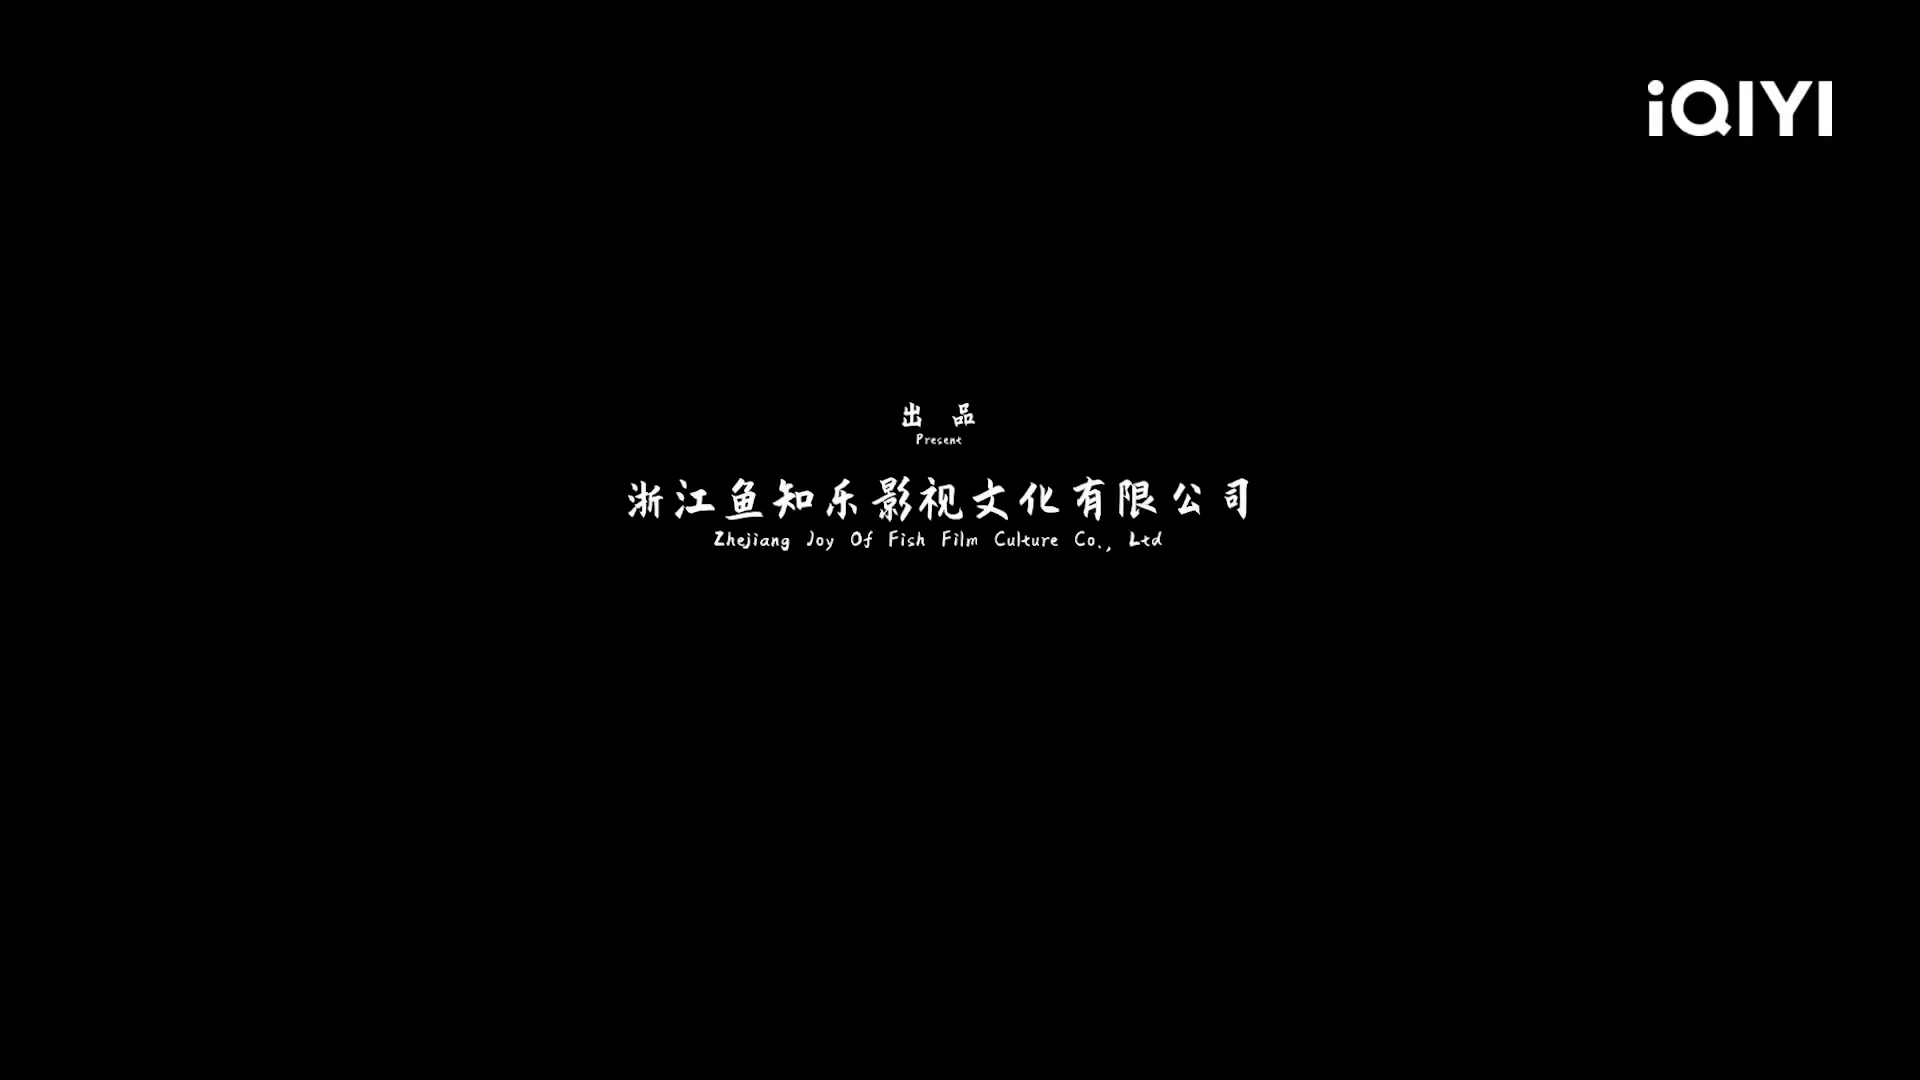 iQIYI
出 品
Present
浙江鱼知乐影视文化有限公司
Zhejiang Joy Of Fish Film Culture Co., Ltd